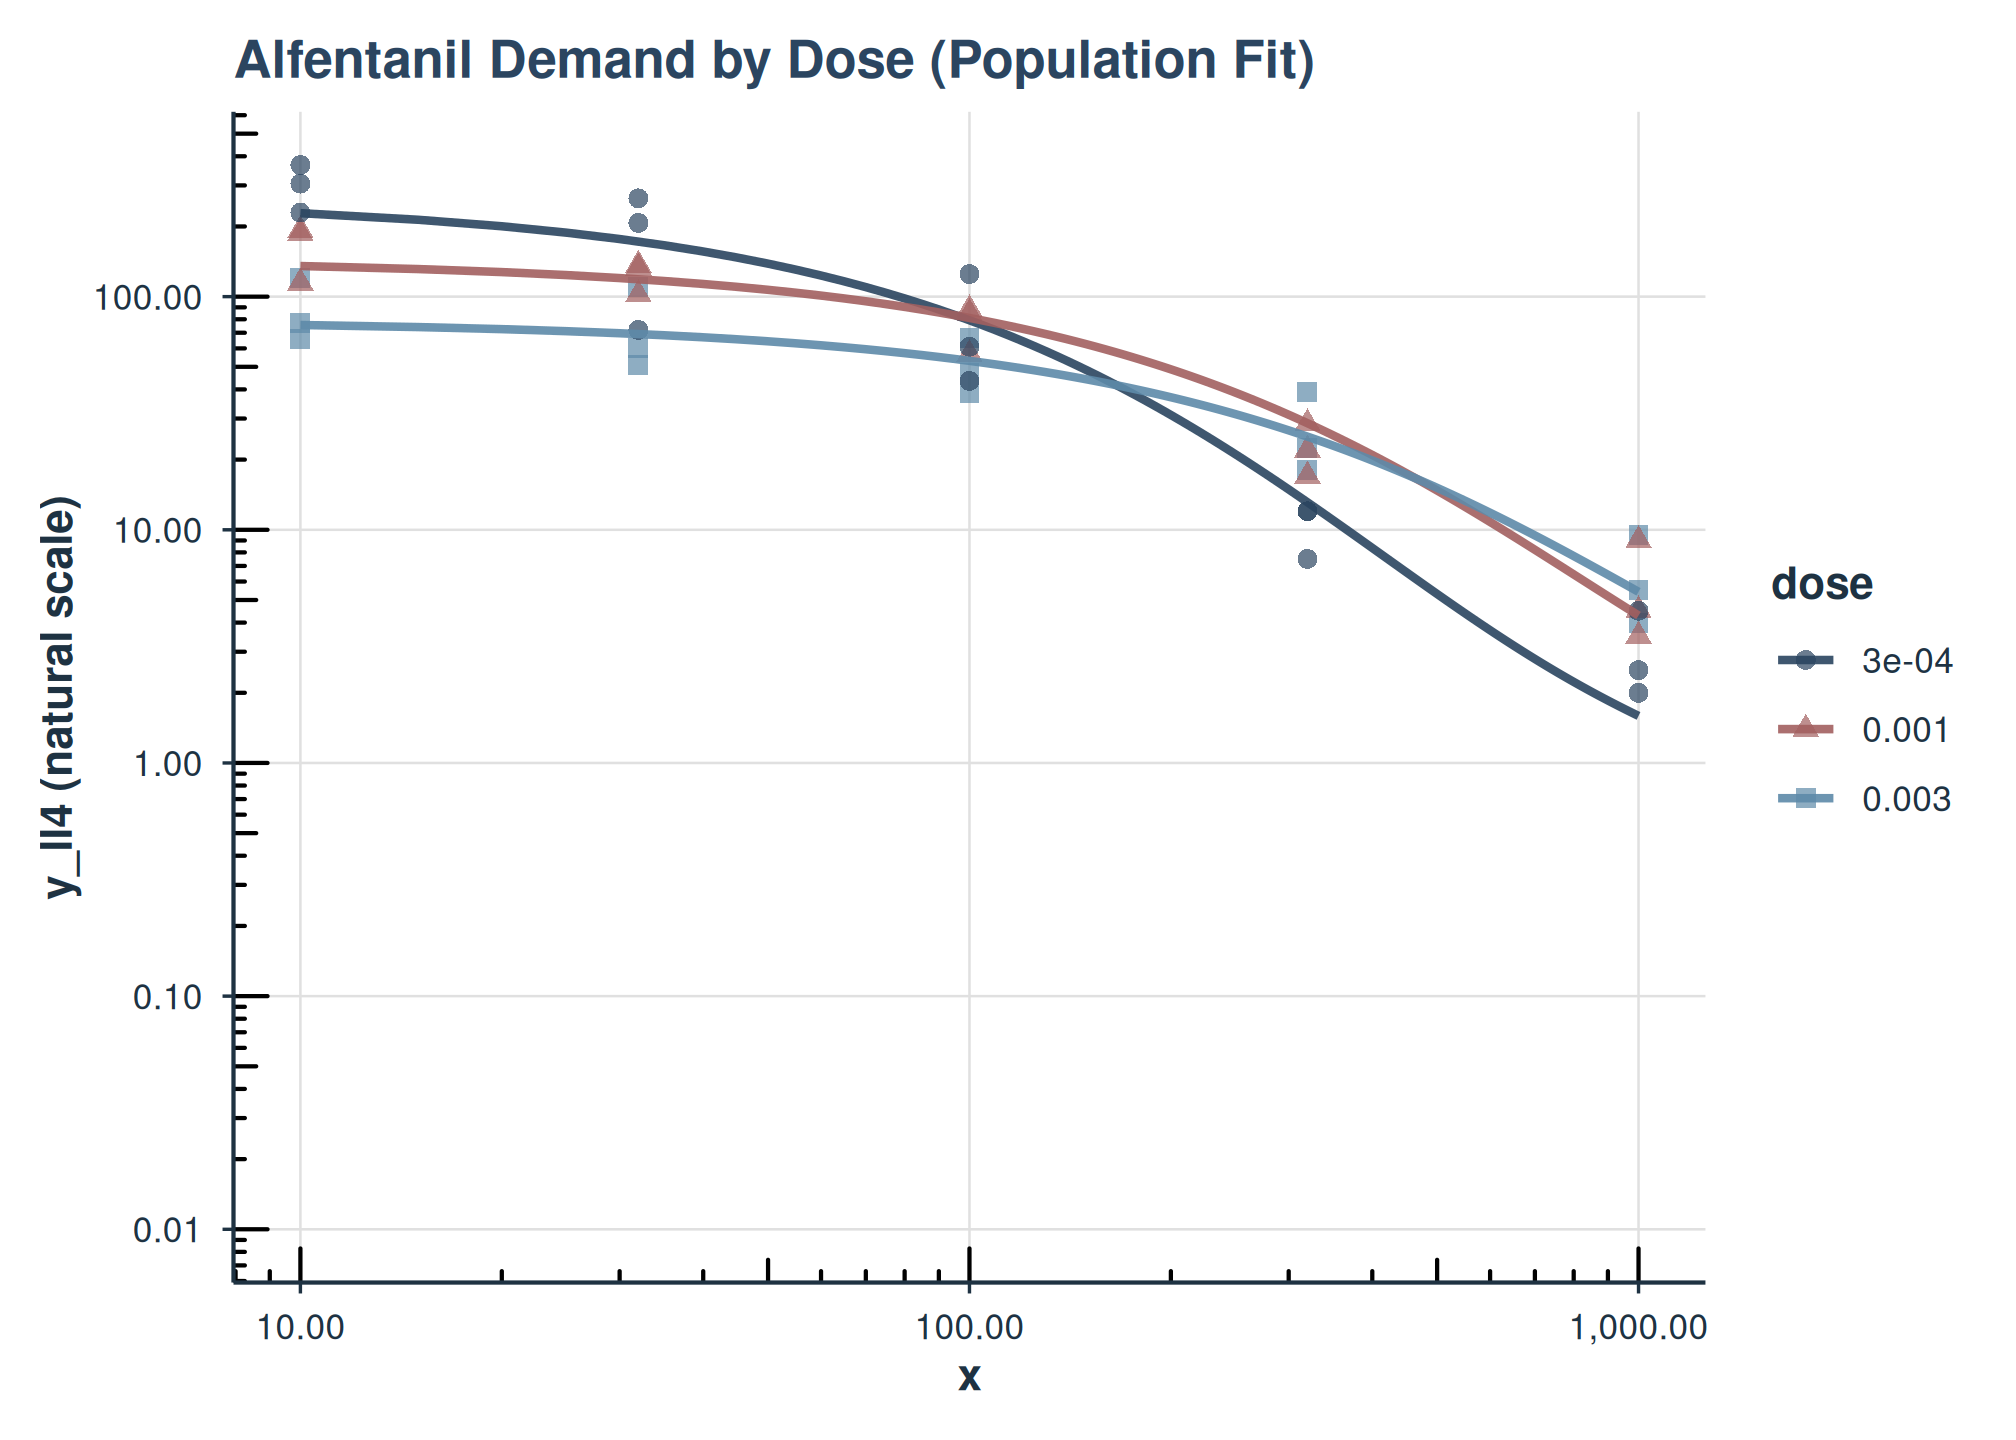 Alfentanil Demand by Dose (Population Fit)
y_ll4 (natural scale)
100.00
10.00
1.00
0.10
0.01
10.00
100.00
1,000.00
x
dose
3e-04
0.001
0.003